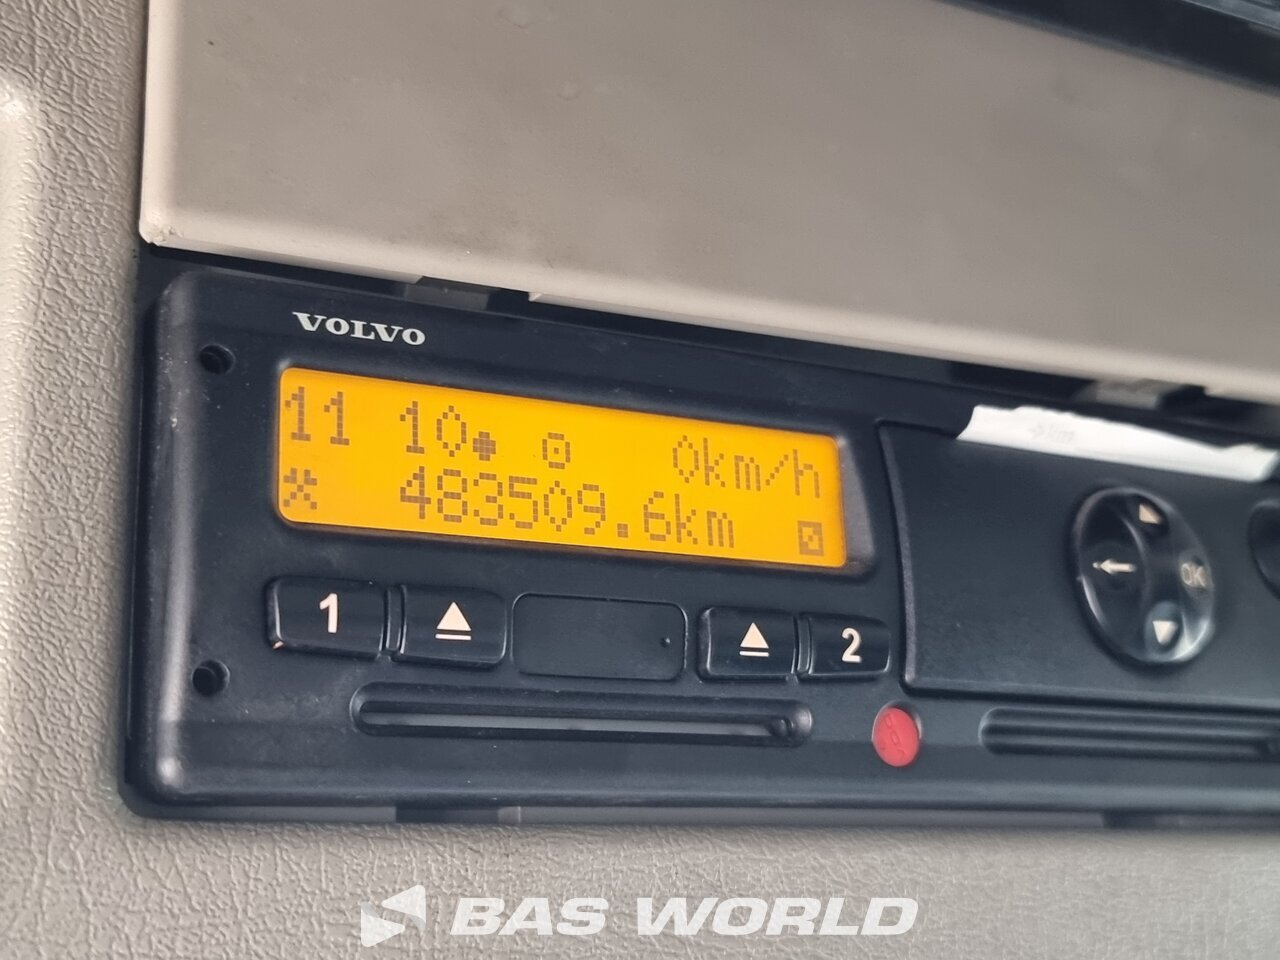 VOLVO
11 10 0km/h
483509.6km
1 2
OK
BAS WORLD